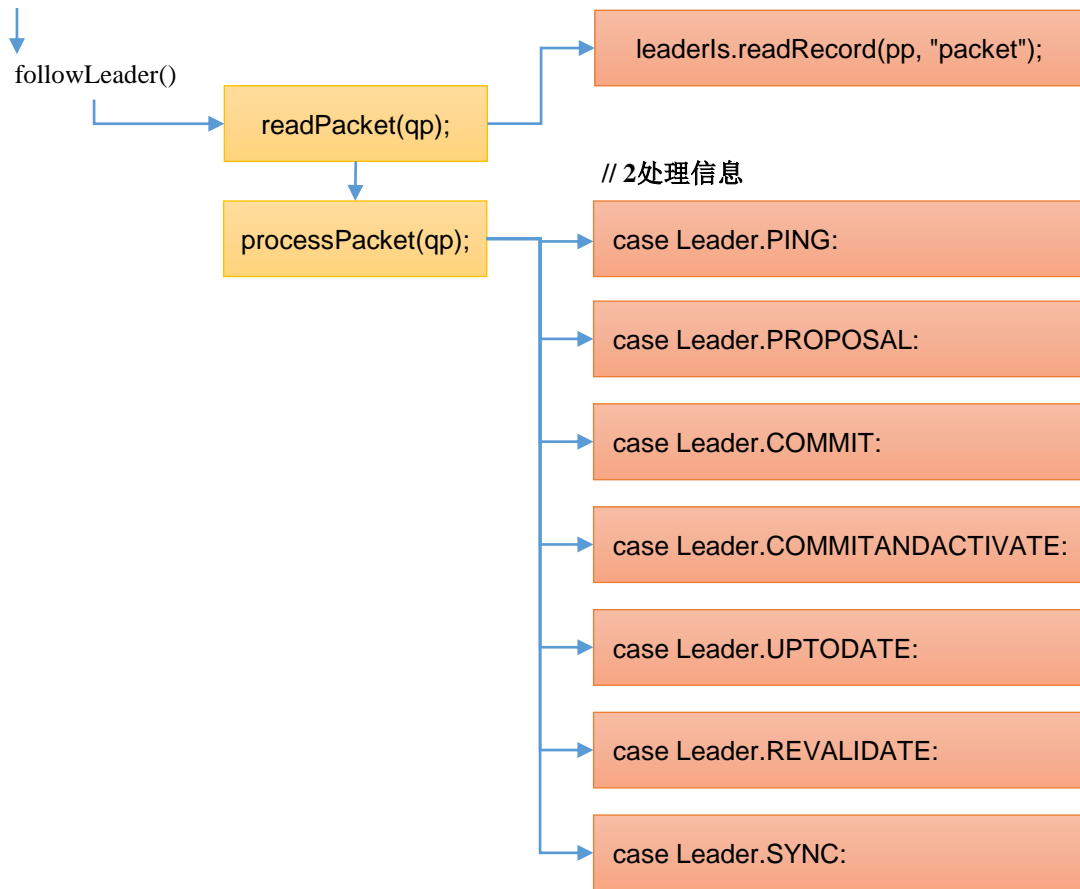 followLeader()
readPacket(qp);
leaderIs.readRecord(pp, "packet");
processPacket(qp);
// 2处理信息
case Leader.PING:
case Leader.PROPOSAL:
case Leader.COMMIT:
case Leader.COMMITANDACTIVATE:
case Leader.UPTODATE:
case Leader.REVALIDATE:
case Leader.SYNC: